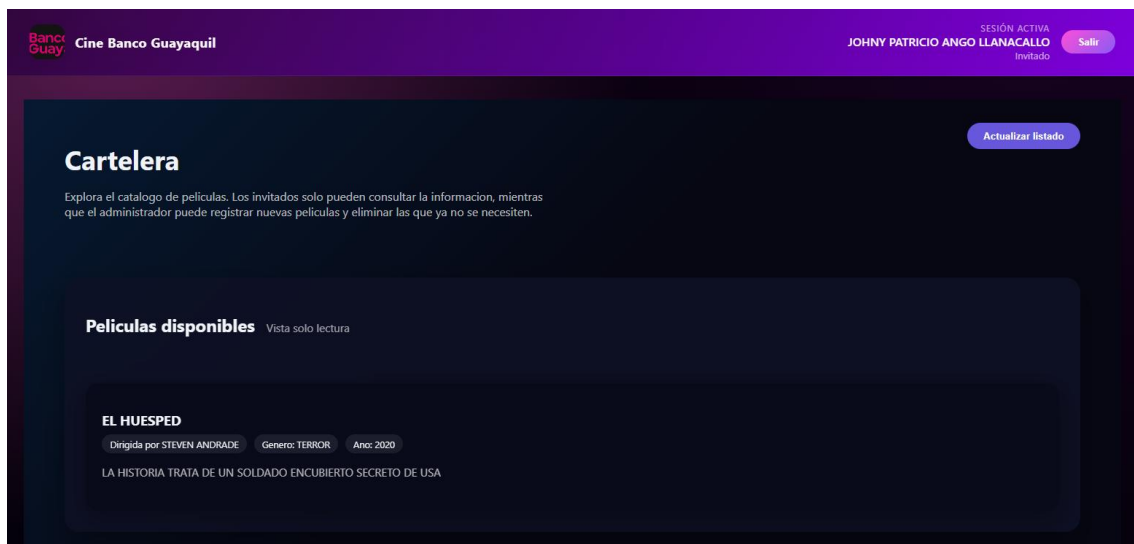 Banco
Guay
Cine Banco Guayaquil
SESIÓN ACTIVA
JOHNY PATRICIO ANGO LLANACALLO
Invitado
Salir
Actualizar listado
Cartelera
Explora el catalogo de peliculas. Los invitados solo pueden consultar la informacion, mientras
que el administrador puede registrar nuevas peliculas y eliminar las que ya no se necesiten.
Peliculas disponibles Vista solo lectura
EL HUESPED
Dirigida por STEVEN ANDRADE Genero: TERROR Ano: 2020
LA HISTORIA TRATA DE UN SOLDADO ENCUBIERTO SECRETO DE USA